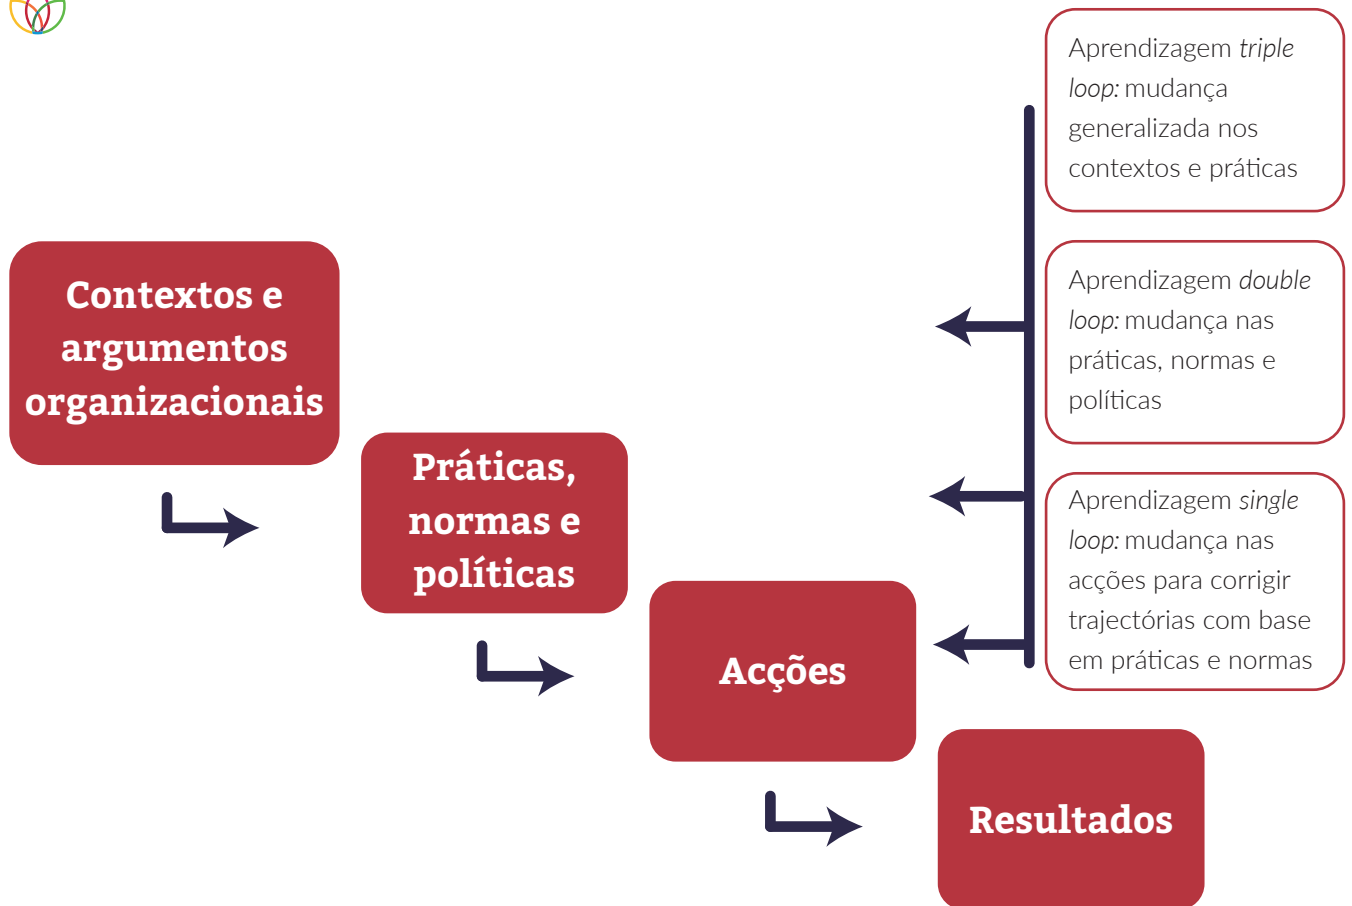 Contextos e
argumentos
organizacionais
Práticas,
normas e
políticas
Acções
Resultados
Aprendizagem triple
loop: mudança
generalizada nos
contextos e práticas
Aprendizagem double
loop: mudança nas
práticas, normas e
políticas
Aprendizagem single
loop: mudança nas
acções para corrigir
trajectórias com base
em práticas e normas